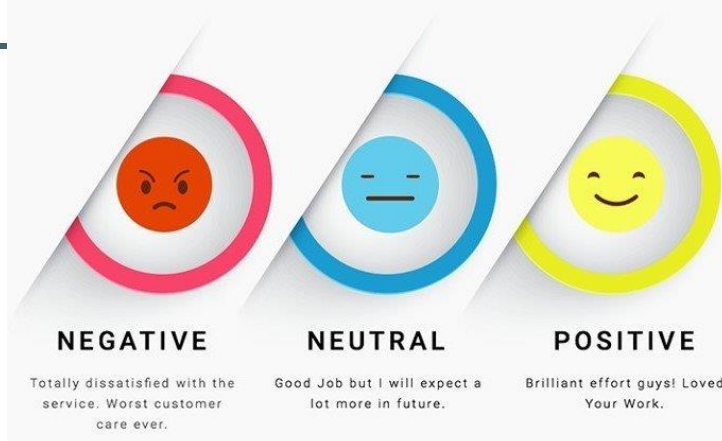 NEGATIVE
Totally dissatisfied with the
service. Worst customer
care ever.
NEUTRAL
Good Job but I will expect a
lot more in future.
POSITIVE
Brilliant effort guys! Loved
Your Work.